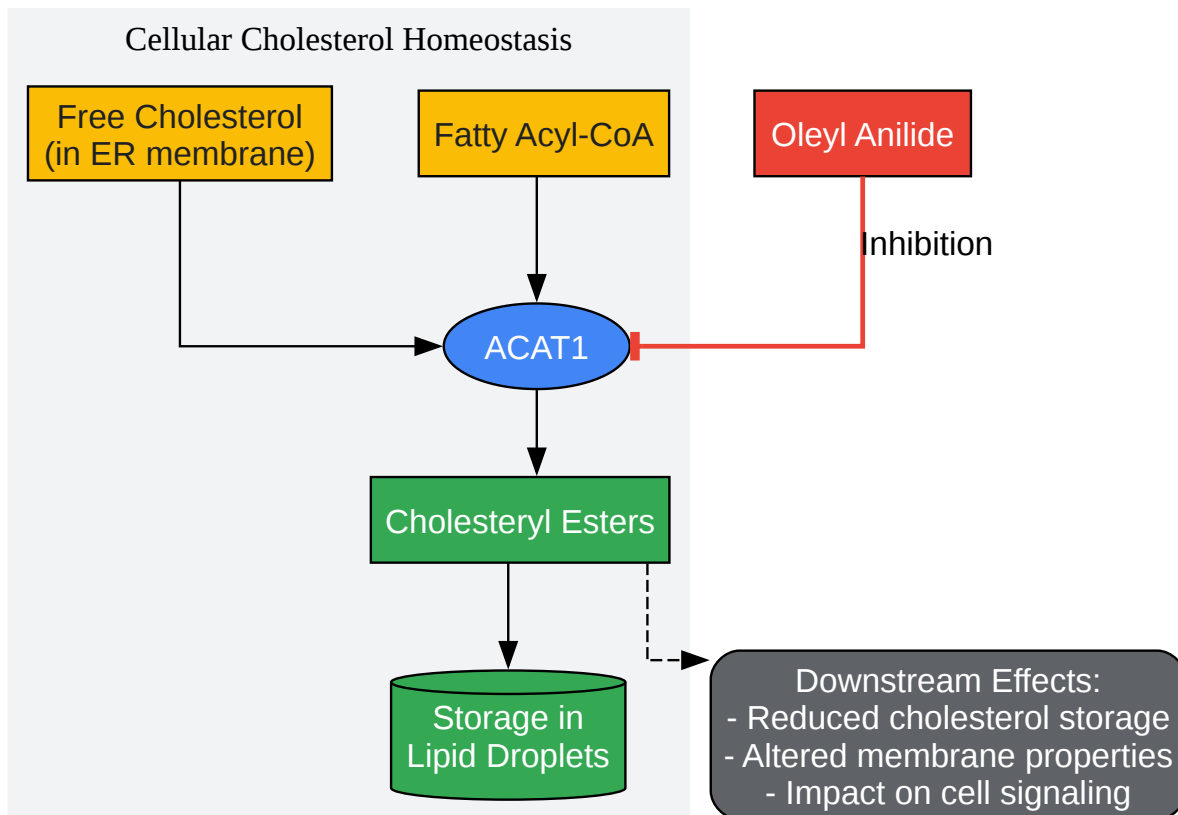 Cellular Cholesterol Homeostasis
Free Cholesterol
(in ER membrane)
Fatty Acyl-CoA
Oleyl Anilide
Inhibition
ACAT1
Cholesteryl Esters
Storage in
Lipid Droplets
Downstream Effects:
- Reduced cholesterol storage
- Altered membrane properties
- Impact on cell signaling